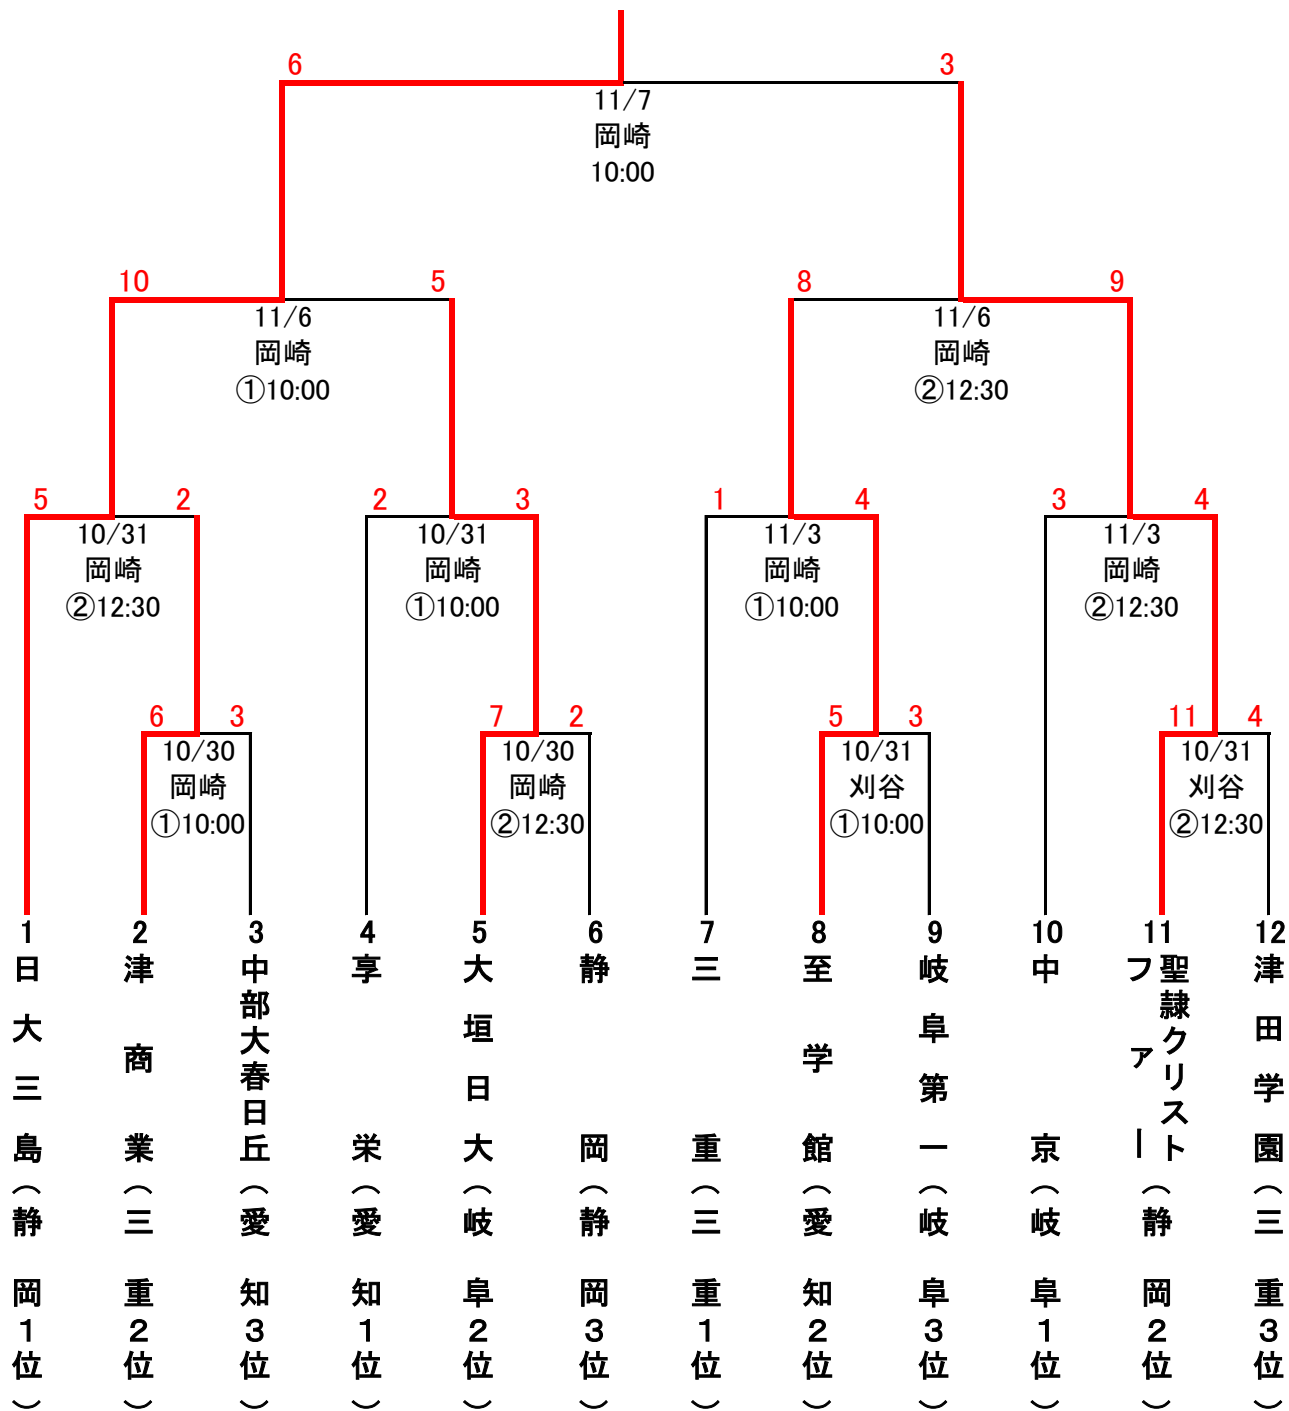 6 3
11/7
岡崎
10:00
10 5 8 9
11/6 11/6
岡崎 岡崎
①10:00 ②12:30
5 2 2 3 1 4 3 4
10/31 10/31 11/3 11/3
岡崎 岡崎 岡崎 岡崎
②12:30 ①10:00 ①10:00 ②12:30
6 3 7 2 5 3 11 4
10/30 10/30 10/31 10/31
岡崎 岡崎 刈谷 刈谷
①10:00 ②12:30 ①10:00 ②12:30
1 2 3 4 5 6 7 8 9 10 11 12
日大三島(静岡1位)
津商業(三重2位)
中部大春日丘(愛知3位)
享栄(愛知1位)
大垣日大(岐阜2位)
静岡(静岡3位)
三重(三重1位)
至学館(愛知2位)
岐阜第一(岐阜3位)
中京(岐阜1位)
聖隷クリスト
ファー(静岡2位)
津田学園(三重3位)